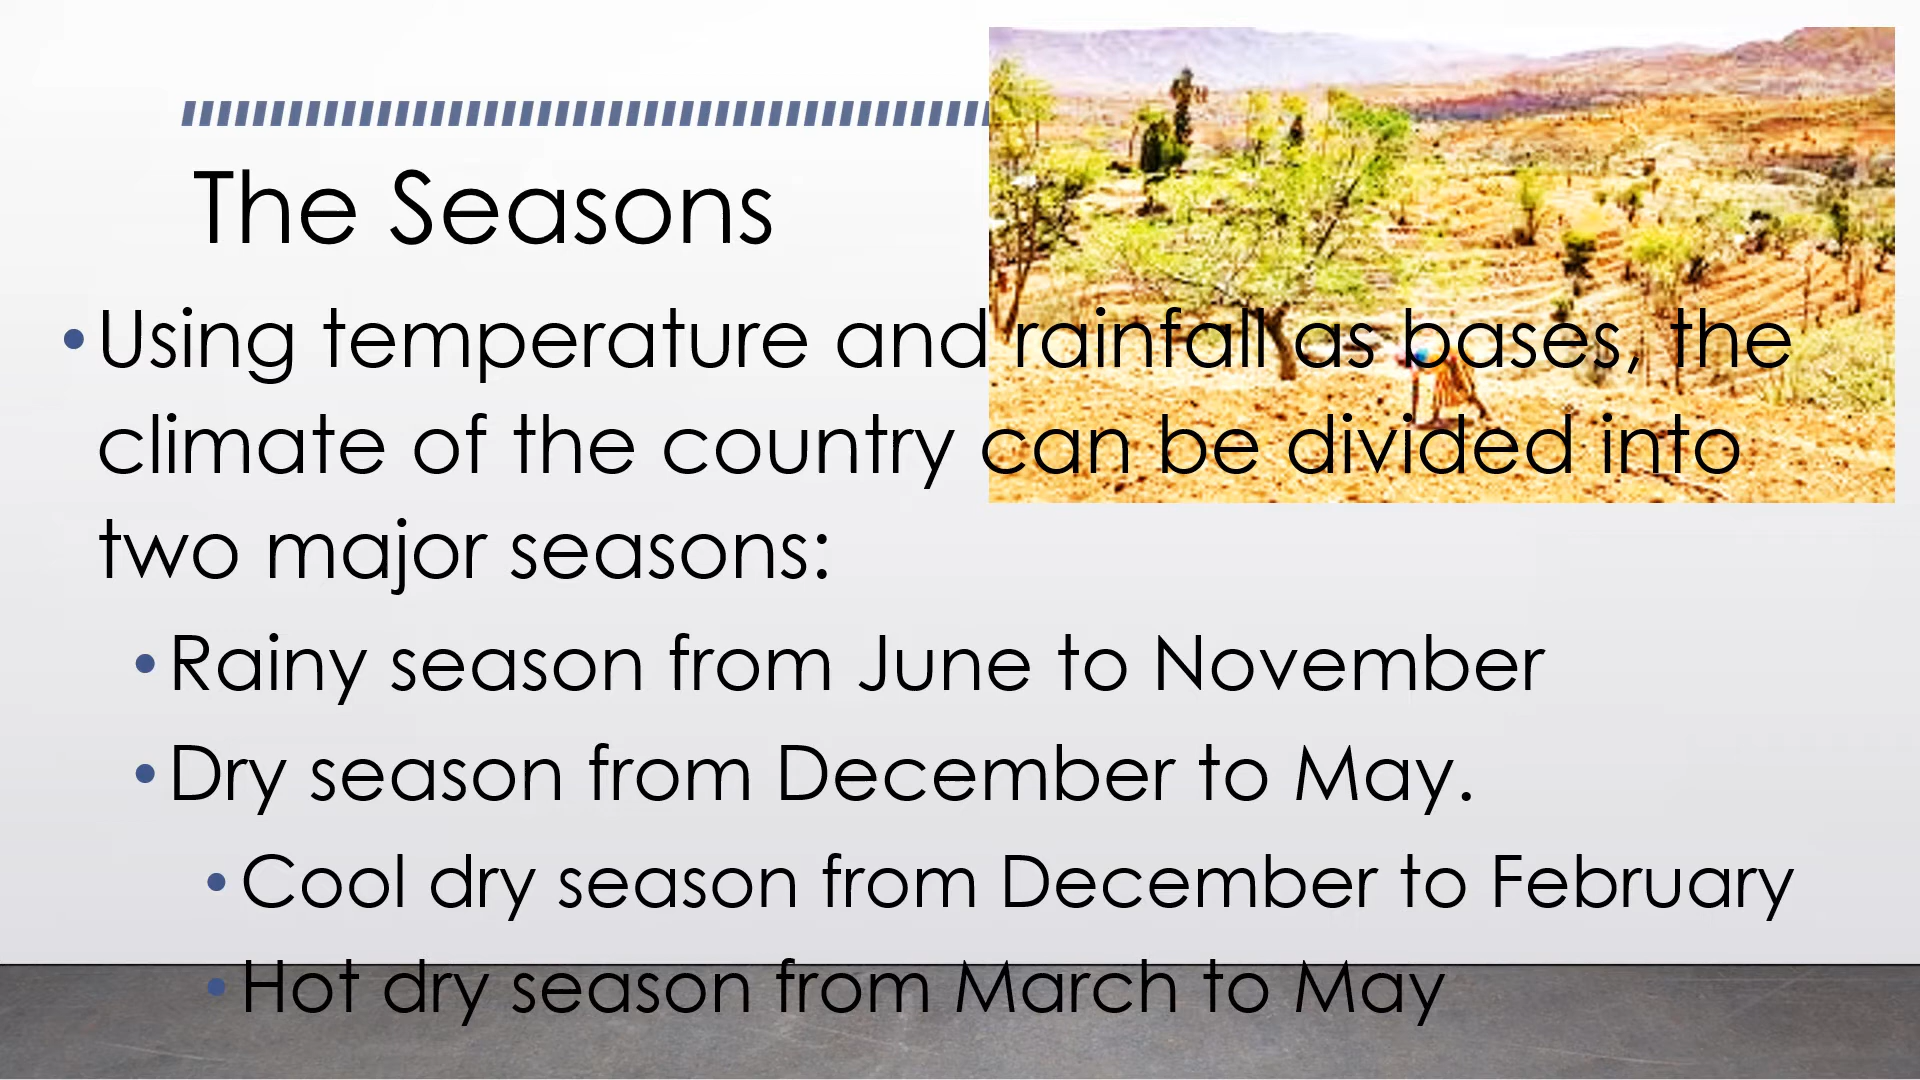 The Seasons
•Using temperature and rainfall as bases, the
climate of the country can be divided into
two major seasons:
•Rainy season from June to November
•Dry season from December to May.
•Cool dry season from December to February
•Hot dry season from March to May